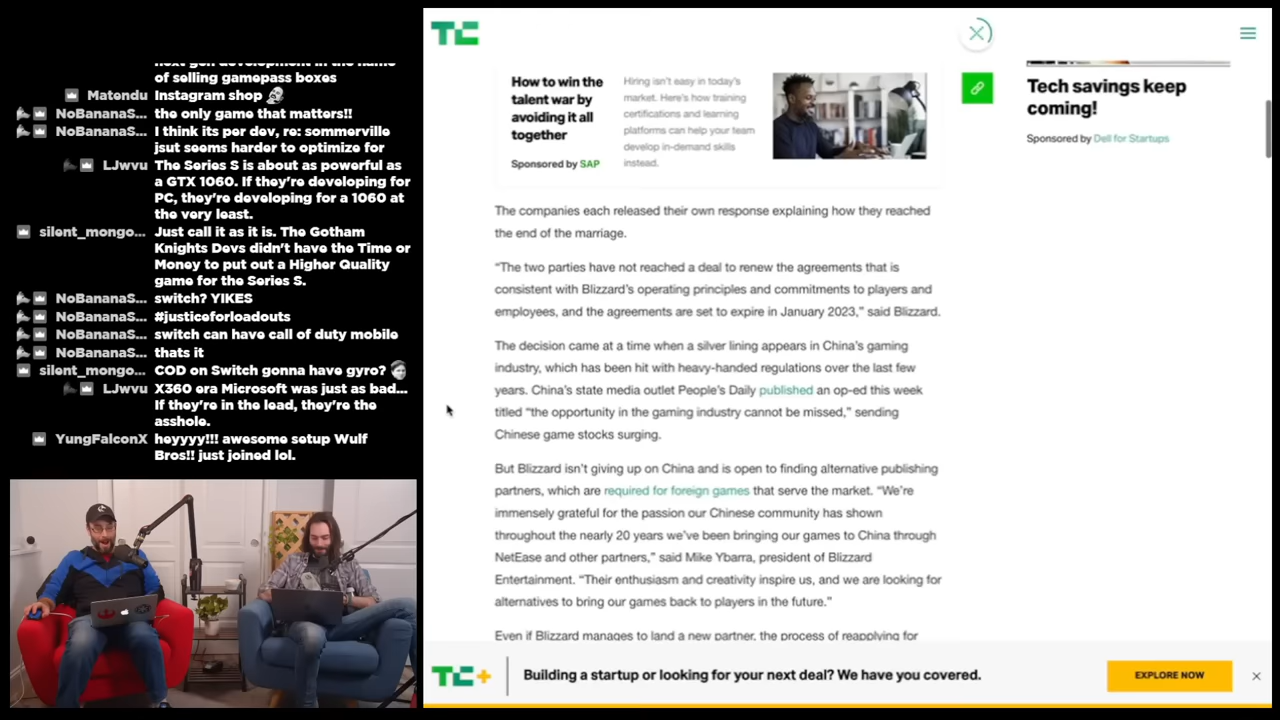 next gen development in the name
of selling gamepass boxes
Matendu Instagram shop
NoBananaS... the only game that matters!!
NoBananaS... I think its per dev, re: sommerville
jsut seems harder to optimize for
LJwvu The Series S is about as powerful as
a GTX 1060. If they're developing for
PC, they're developing for a 1060 at
the very least.
silent_mongo... Just call it as it is. The Gotham
Knights Devs didn't have the Time or
Money to put out a Higher Quality
game for the Series S.
NoBananaS... switch? YIKES
NoBananaS... #justiceforloadouts
NoBananaS... switch can have call of duty mobile
NoBananaS... thats it
silent_mongo... COD on Switch gonna have gyro?
LJwvu X360 era Microsoft was just as bad...
If they're in the lead, they're the
asshole.
YungFalconX heyyyy!!! awesome setup Wulf
Bros!! just joined lol.
TC
How to win the
talent war by
avoiding it all
together
Sponsored by SAP
Hiring isn't easy in today's
market. Here's how training
certifications and learning
platforms can help your team
develop in-demand skills
instead.
Tech savings keep
coming!
Sponsored by Dell for Startups
The companies each released their own response explaining how they reached
the end of the marriage.
“The two parties have not reached a deal to renew the agreements that is
consistent with Blizzard's operating principles and commitments to players and
employees, and the agreements are set to expire in January 2023,” said Blizzard.
The decision came at a time when a silver lining appears in China's gaming
industry, which has been hit with heavy-handed regulations over the last few
years. China's state media outlet People's Daily published an op-ed this week
titled “the opportunity in the gaming industry cannot be missed,” sending
Chinese game stocks surging.
But Blizzard isn't giving up on China and is open to finding alternative publishing
partners, which are required for foreign games that serve the market. “We're
immensely grateful for the passion our Chinese community has shown
throughout the nearly 20 years we've been bringing our games to China through
NetEase and other partners,” said Mike Ybarra, president of Blizzard
Entertainment. “Their enthusiasm and creativity inspire us, and we are looking for
alternatives to bring our games back to players in the future.”
Even if Blizzard manages to land a new partner, the process of reapplying for
TC+
Building a startup or looking for your next deal? We have you covered.
EXPLORE NOW